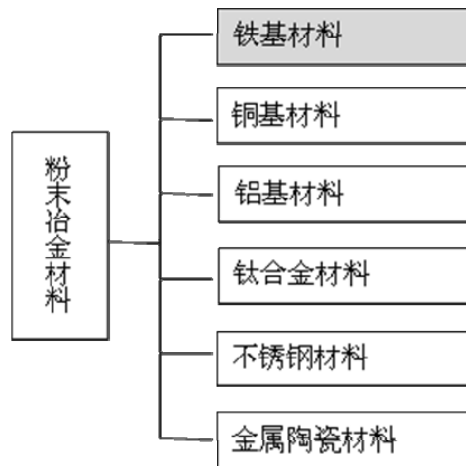 粉末冶金材料
铁基材料
铜基材料
铝基材料
钛合金材料
不锈钢材料
金属陶瓷材料